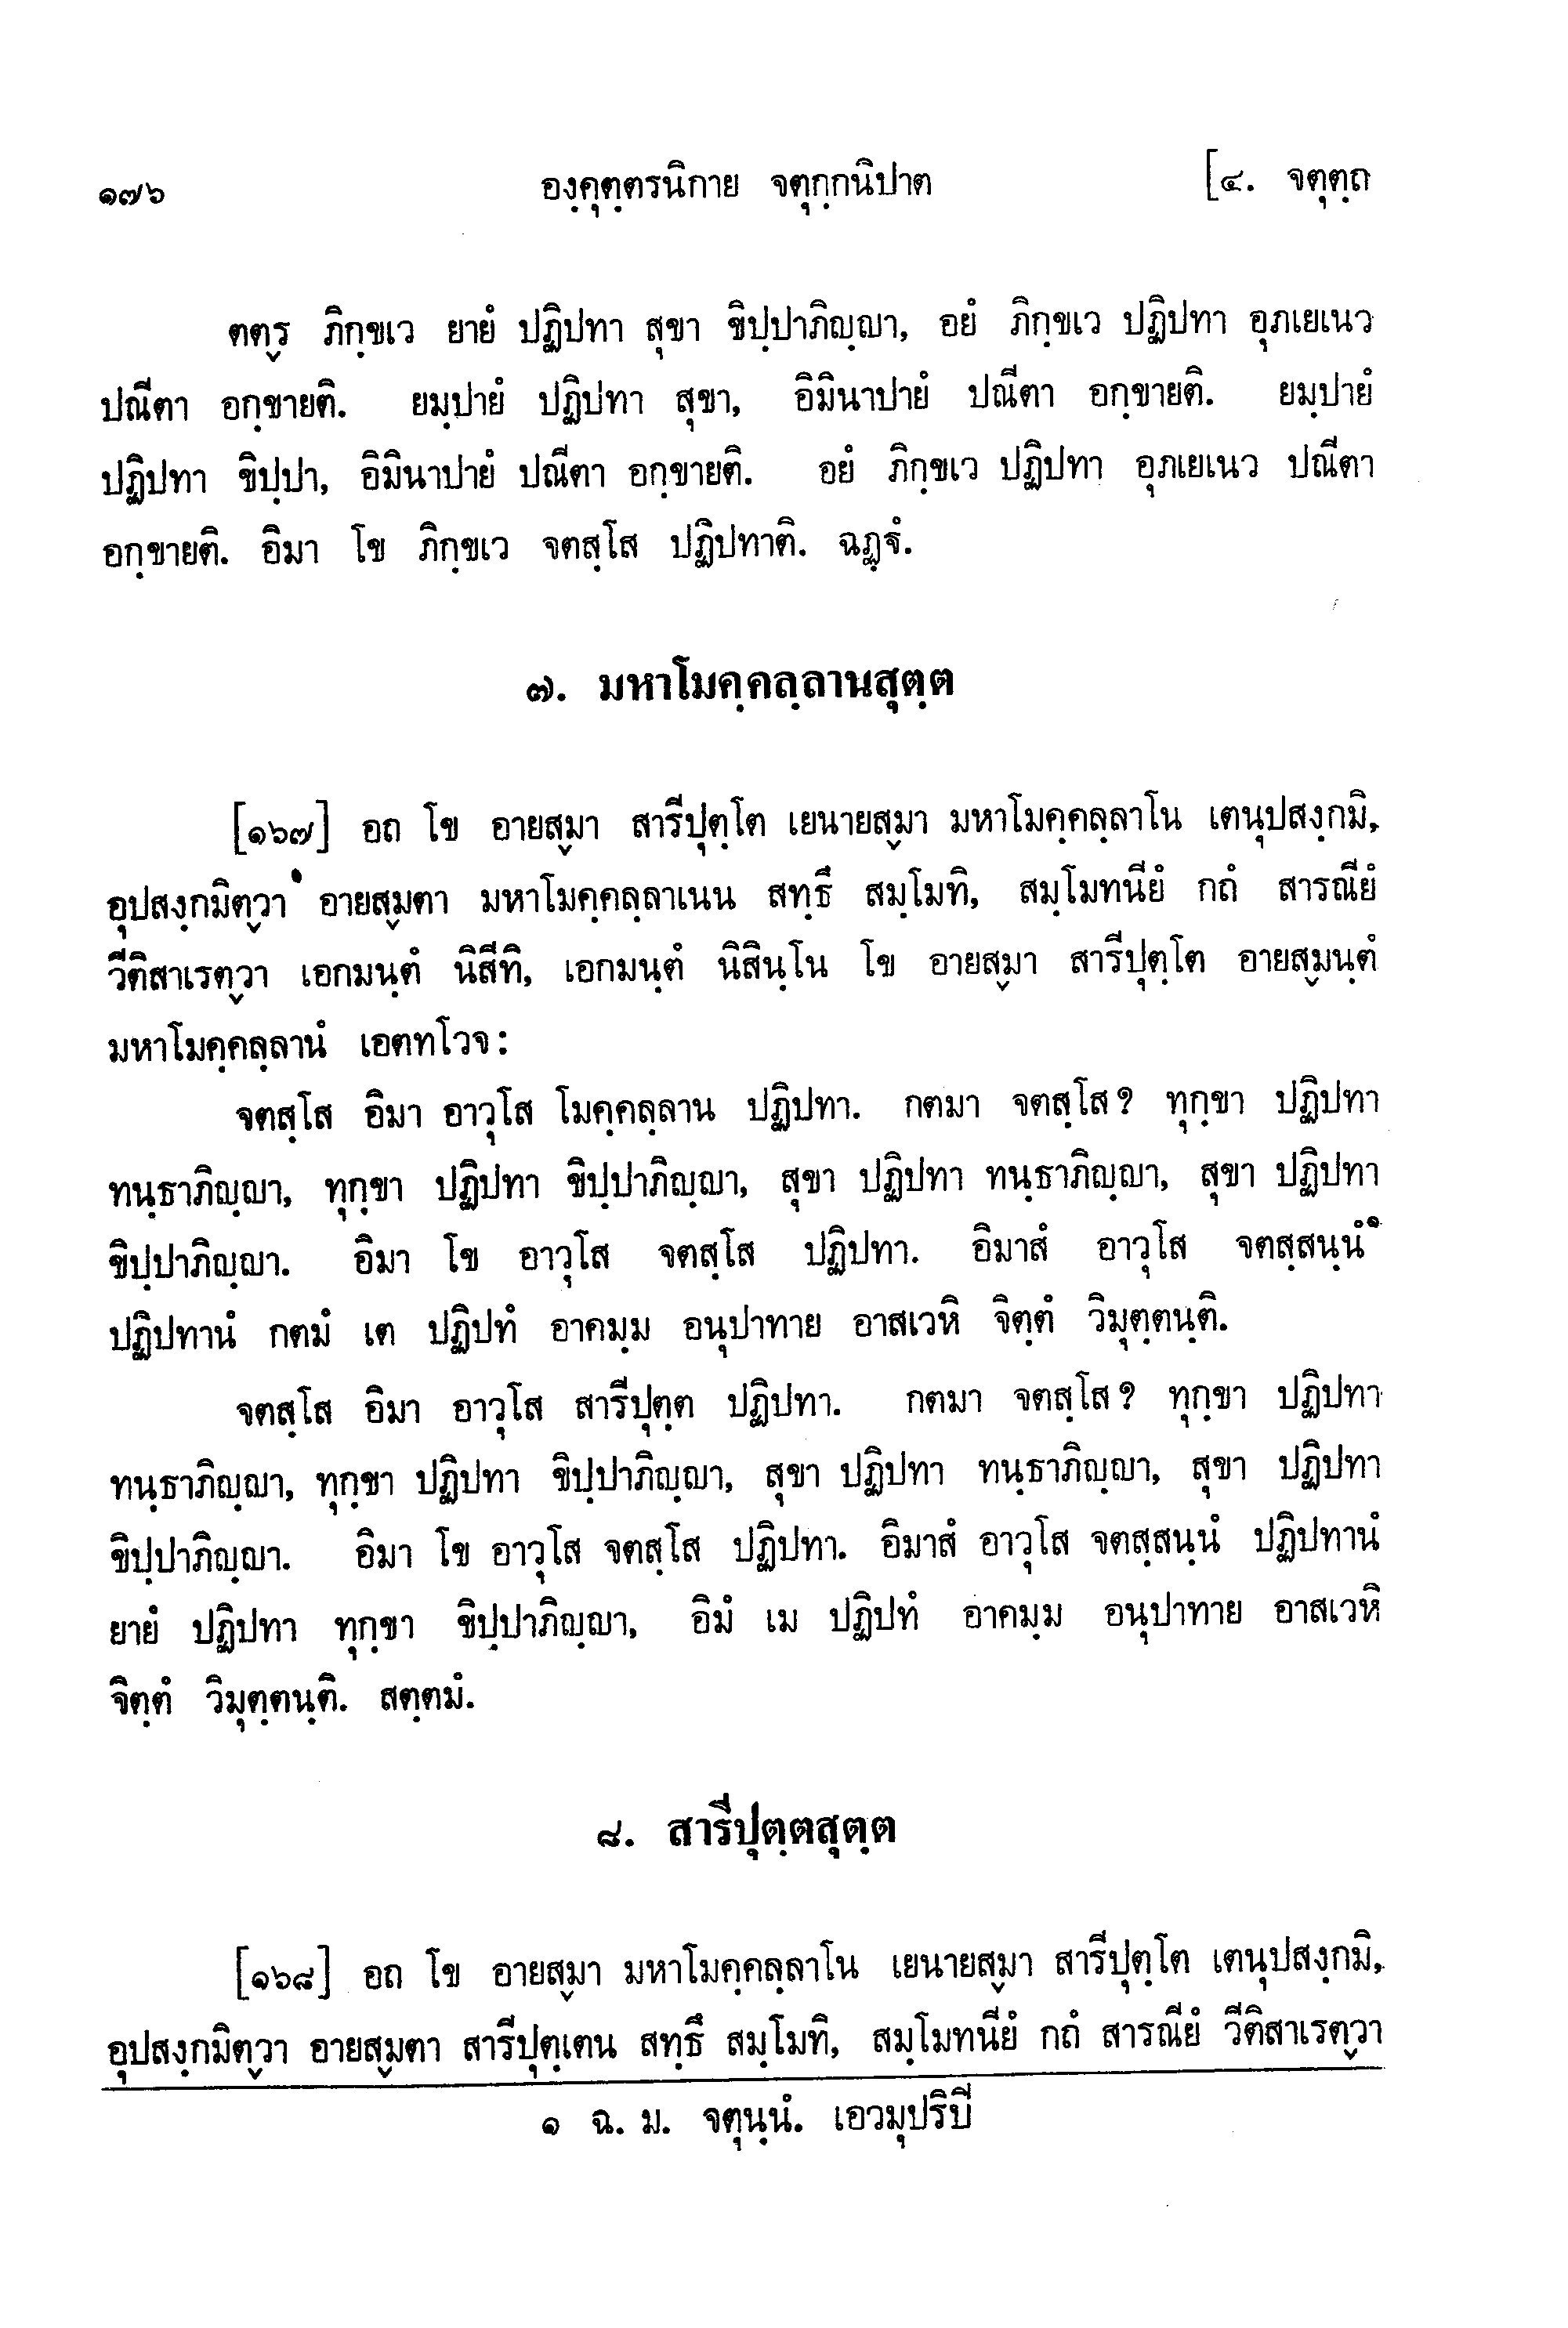 ๑๗๖ องฺคุตฺตรนิกาย จตุกฺกนิปาต [๔. จตุตฺถ
ตตฺร ภิกฺขเว ยายํ ปฏิปทา สุขา ขิปฺปาภิญฺญา, อยํ ภิกฺขเว ปฏิปทา อุภเยเนว
ปณีตา อกฺขายติ. ยมฺปายํ ปฏิปทา สุขา, อิมินาปายํ ปณีตา อกฺขายติ. ยมฺปายํ
ปฏิปทา ขิปฺปา, อิมินาปายํ ปณีตา อกฺขายติ. อยํ ภิกฺขเว ปฏิปทา อุภเยเนว ปณีตา
อกฺขายติ. อิมา โข ภิกฺขเว จตสฺโส ปฏิปทาติ. ฉฏฺฐํ.
๗. มหาโมคฺคลฺลานสุตฺต
[๑๖๗] อถ โข อายสฺมา สารีปุตฺโต เยนายสฺมา มหาโมคฺคลฺลาโน เตนุปสงฺกมิ,
อุปสงฺกมิตฺวา อายสฺมตา มหาโมคฺคลฺลาเนน สทฺธึ สมฺโมทิ, สมฺโมทนียํ กถํ สารณียํ
วีติสาเรตฺวา เอกมนฺตํ นิสีทิ, เอกมนฺตํ นิสินฺโน โข อายสฺมา สารีปุตฺโต อายสฺมนฺตํ
มหาโมคฺคลฺลานํ เอตทโวจ:
จตสฺโส อิมา อาวุโส โมคฺคลฺลาน ปฏิปทา. กตมา จตสฺโส? ทุกฺขา ปฏิปทา
ทนฺธาภิญฺญา, ทุกฺขา ปฏิปทา ขิปฺปาภิญฺญา, สุขา ปฏิปทา ทนฺธาภิญฺญา, สุขา ปฏิปทา
ขิปฺปาภิญฺญา. อิมา โข อาวุโส จตสฺโส ปฏิปทา. อิมาสํ อาวุโส จตสฺสนฺนํ๑
ปฏิปทานํ กตมํ เต ปฏิปทํ อาคมฺม อนุปาทาย อาสเวหิ จิตฺตํ วิมุตฺตนฺติ.
จตสฺโส อิมา อาวุโส สารีปุตฺต ปฏิปทา. กตมา จตสฺโส? ทุกฺขา ปฏิปทา
ทนฺธาภิญฺญา, ทุกฺขา ปฏิปทา ขิปฺปาภิญฺญา, สุขา ปฏิปทา ทนฺธาภิญฺญา, สุขา ปฏิปทา
ขิปฺปาภิญฺญา. อิมา โข อาวุโส จตสฺโส ปฏิปทา. อิมาสํ อาวุโส จตสฺสนฺนํ ปฏิปทานํ
ยายํ ปฏิปทา ทุกฺขา ขิปฺปาภิญฺญา, อิมํ เม ปฏิปทํ อาคมฺม อนุปาทาย อาสเวหิ
จิตฺตํ วิมุตฺตนฺติ. สตฺตมํ.
๘. สารีปุตฺตสุตฺต
[๑๖๘] อถ โข อายสฺมา มหาโมคฺคลฺลาโน เยนายสฺมา สารีปุตฺโต เตนุปสงฺกมิ,
อุปสงฺกมิตฺวา อายสฺมตา สารีปุตฺเตน สทฺธึ สมฺโมทิ, สมฺโมทนียํ กถํ สารณียํ วีติสาเรตฺวา
๑ ฉ. ม. จตุนฺนํ. เอวมุปริปี